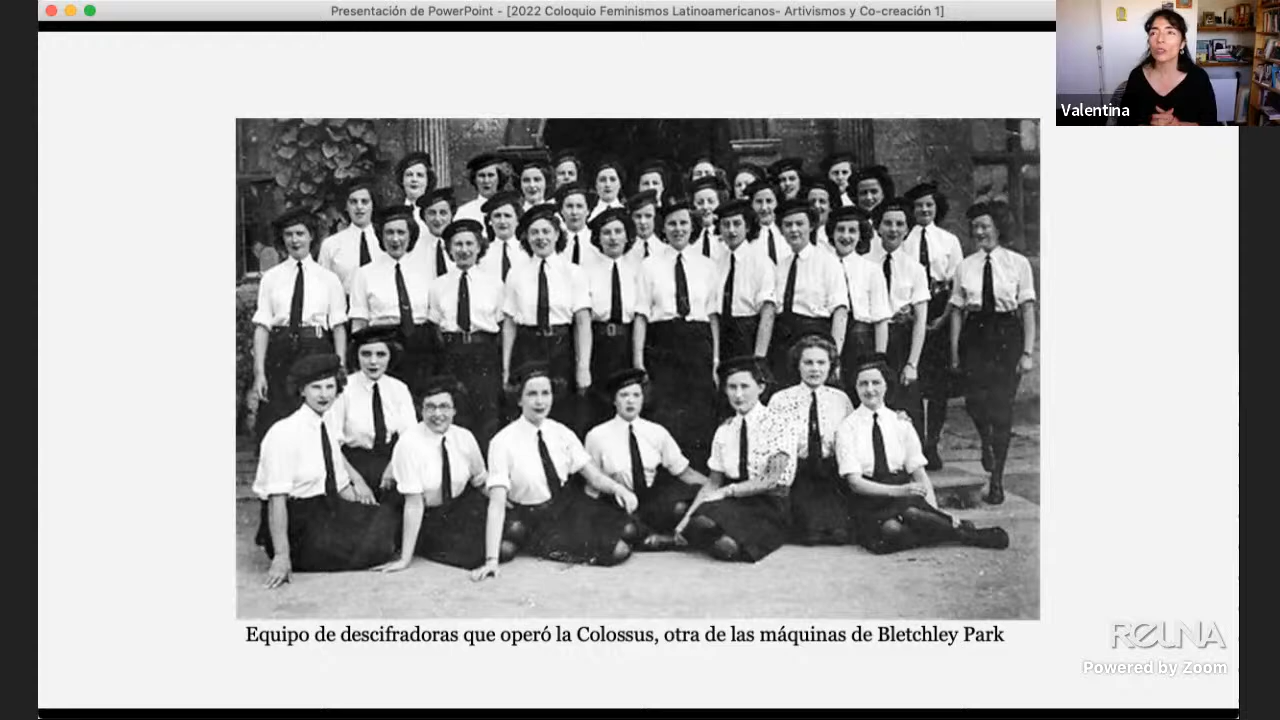 Presentación de PowerPoint - [2022 Coloquio Feminismos Latinoamericanos- Artivismos y Co-creación 1]
Valentina
Equipo de descifradoras que operó la Colossus, otra de las máquinas de Bletchley Park
REUNA
Powered by Zoom